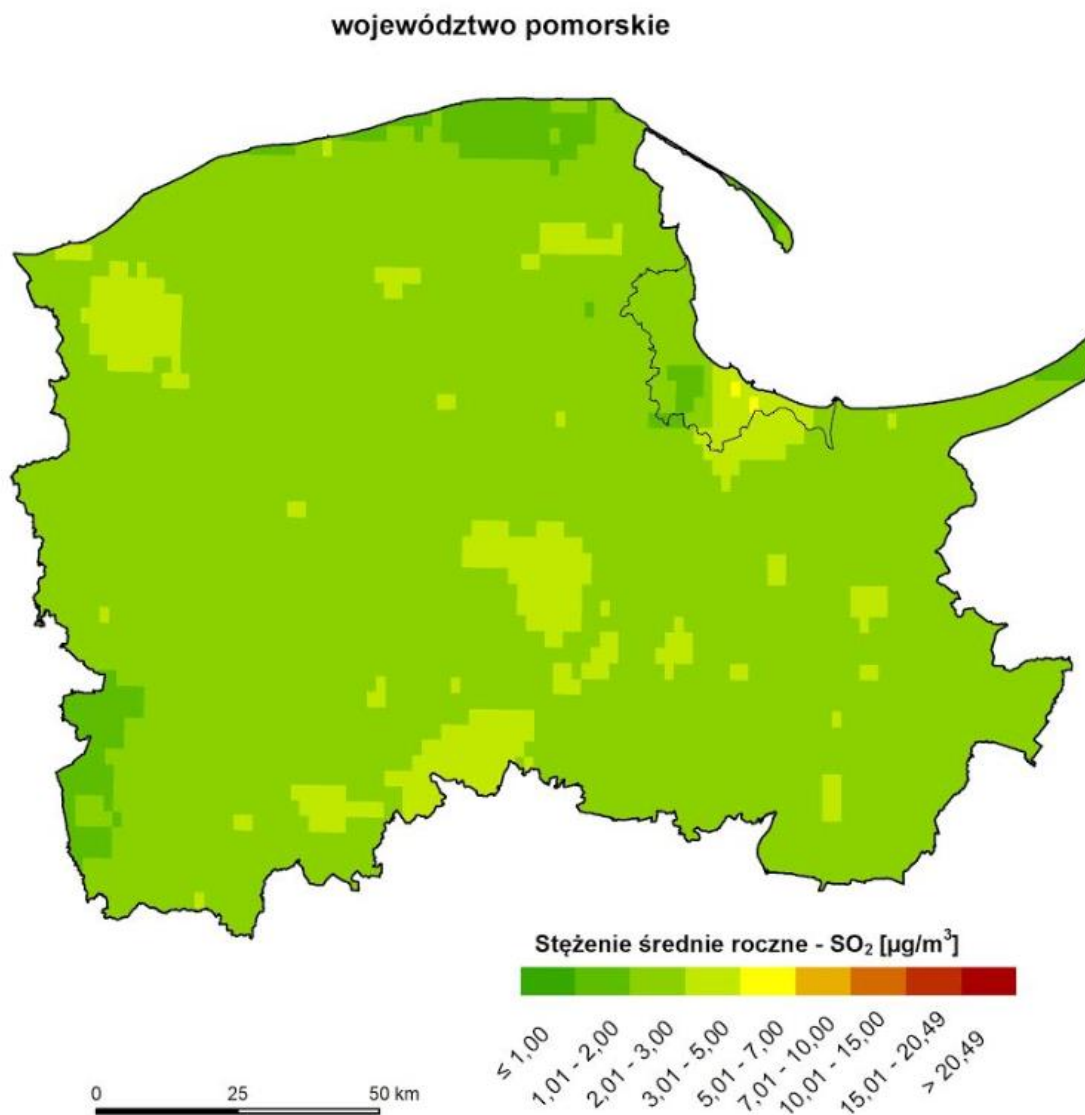 województwo pomorskie
Stężenie średnie roczne - SO₂ [µg/m³]
≤ 1,00
1,01 - 2,00
2,01 - 3,00
3,01 - 5,00
5,01 - 7,00
7,01 - 10,00
10,01 - 15,00
15,01 - 20,49
> 20,49
0 25 50 km